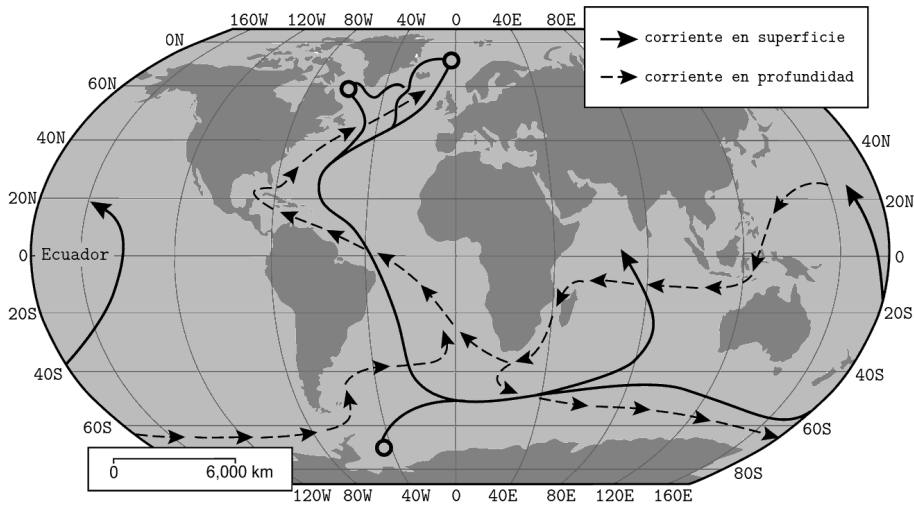 160W 80W 40W 0 40E 80E
corriente en superficie
corriente en profundidad
0N
60N
40N
40N
20N
20N
0
Ecuador
0
20S
20S
40S
40S
60S
60S
80S
0 6,000 km
120W 80W 40W 0 40E 80E 120E 160E